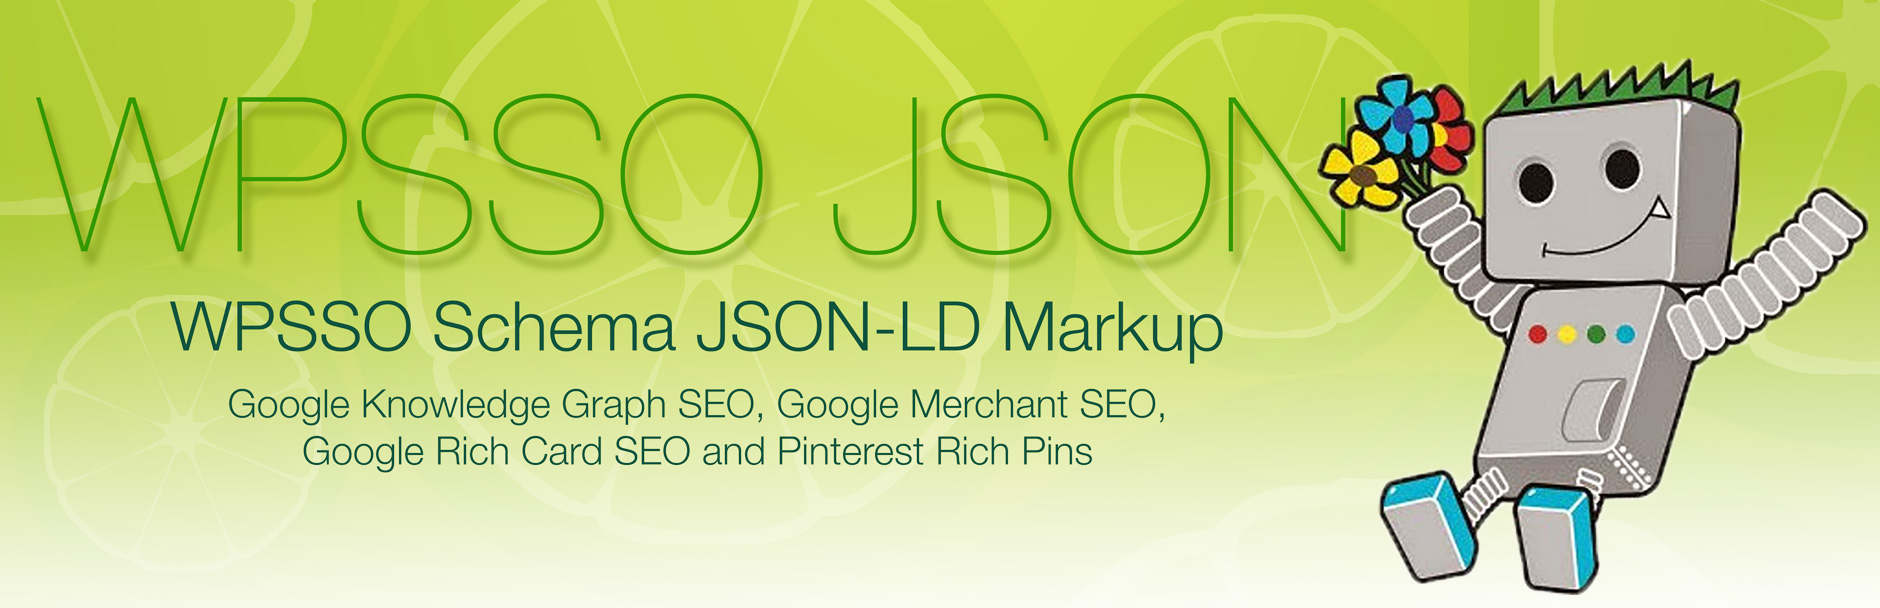 WPSSO JSON
WPSSO Schema JSON-LD Markup
Google Knowledge Graph SEO, Google Merchant SEO,
Google Rich Card SEO and Pinterest Rich Pins